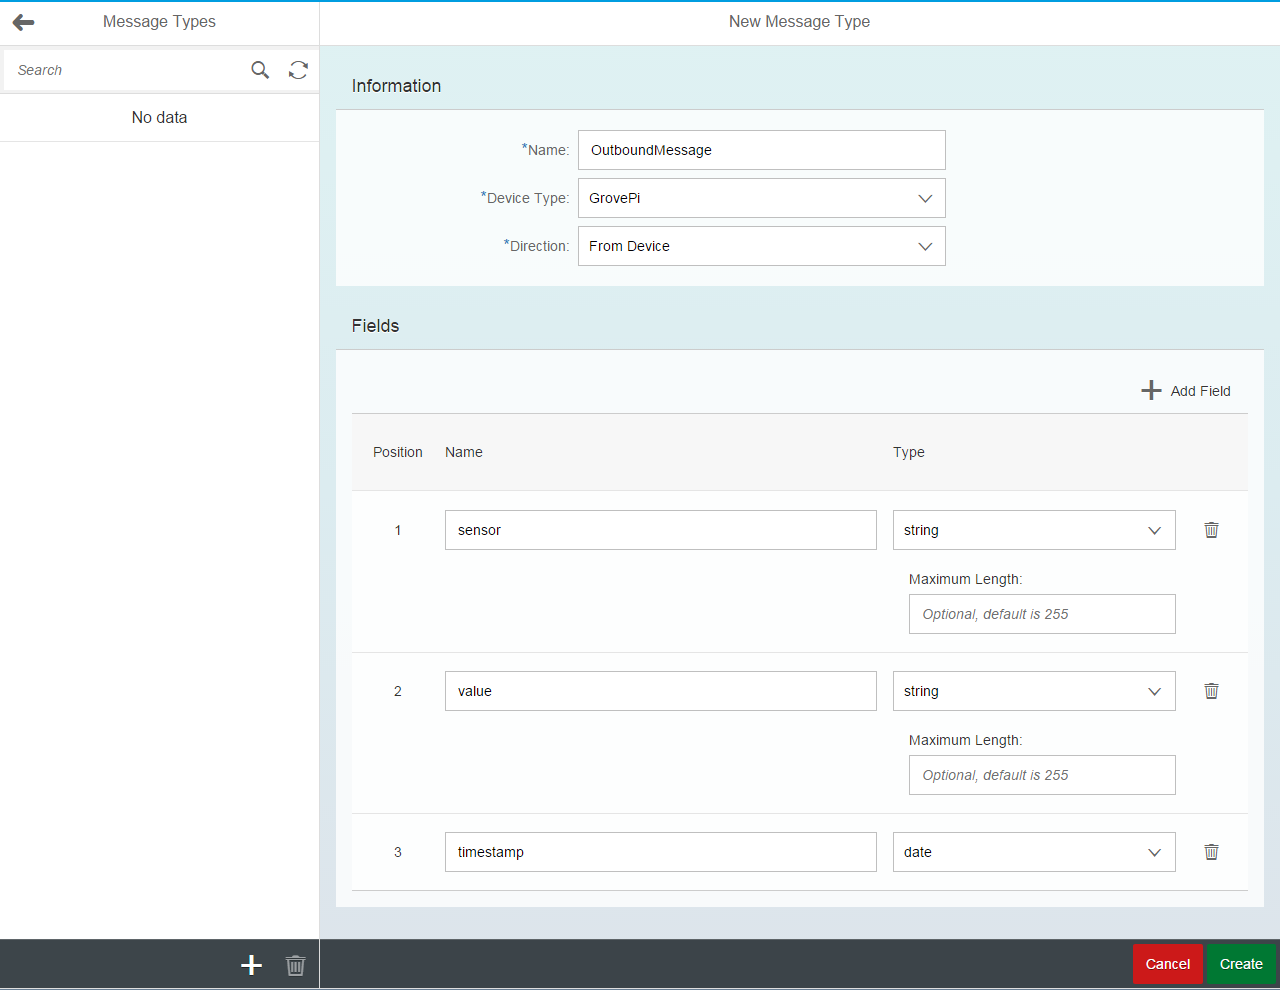 Message Types
New Message Type
Search
No data
Information
*Name: OutboundMessage
*Device Type: GrovePi
*Direction: From Device
Fields
Add Field
Position Name Type
1 sensor string
Maximum Length:
Optional, default is 255
2 value string
Maximum Length:
Optional, default is 255
3 timestamp date
Cancel Create